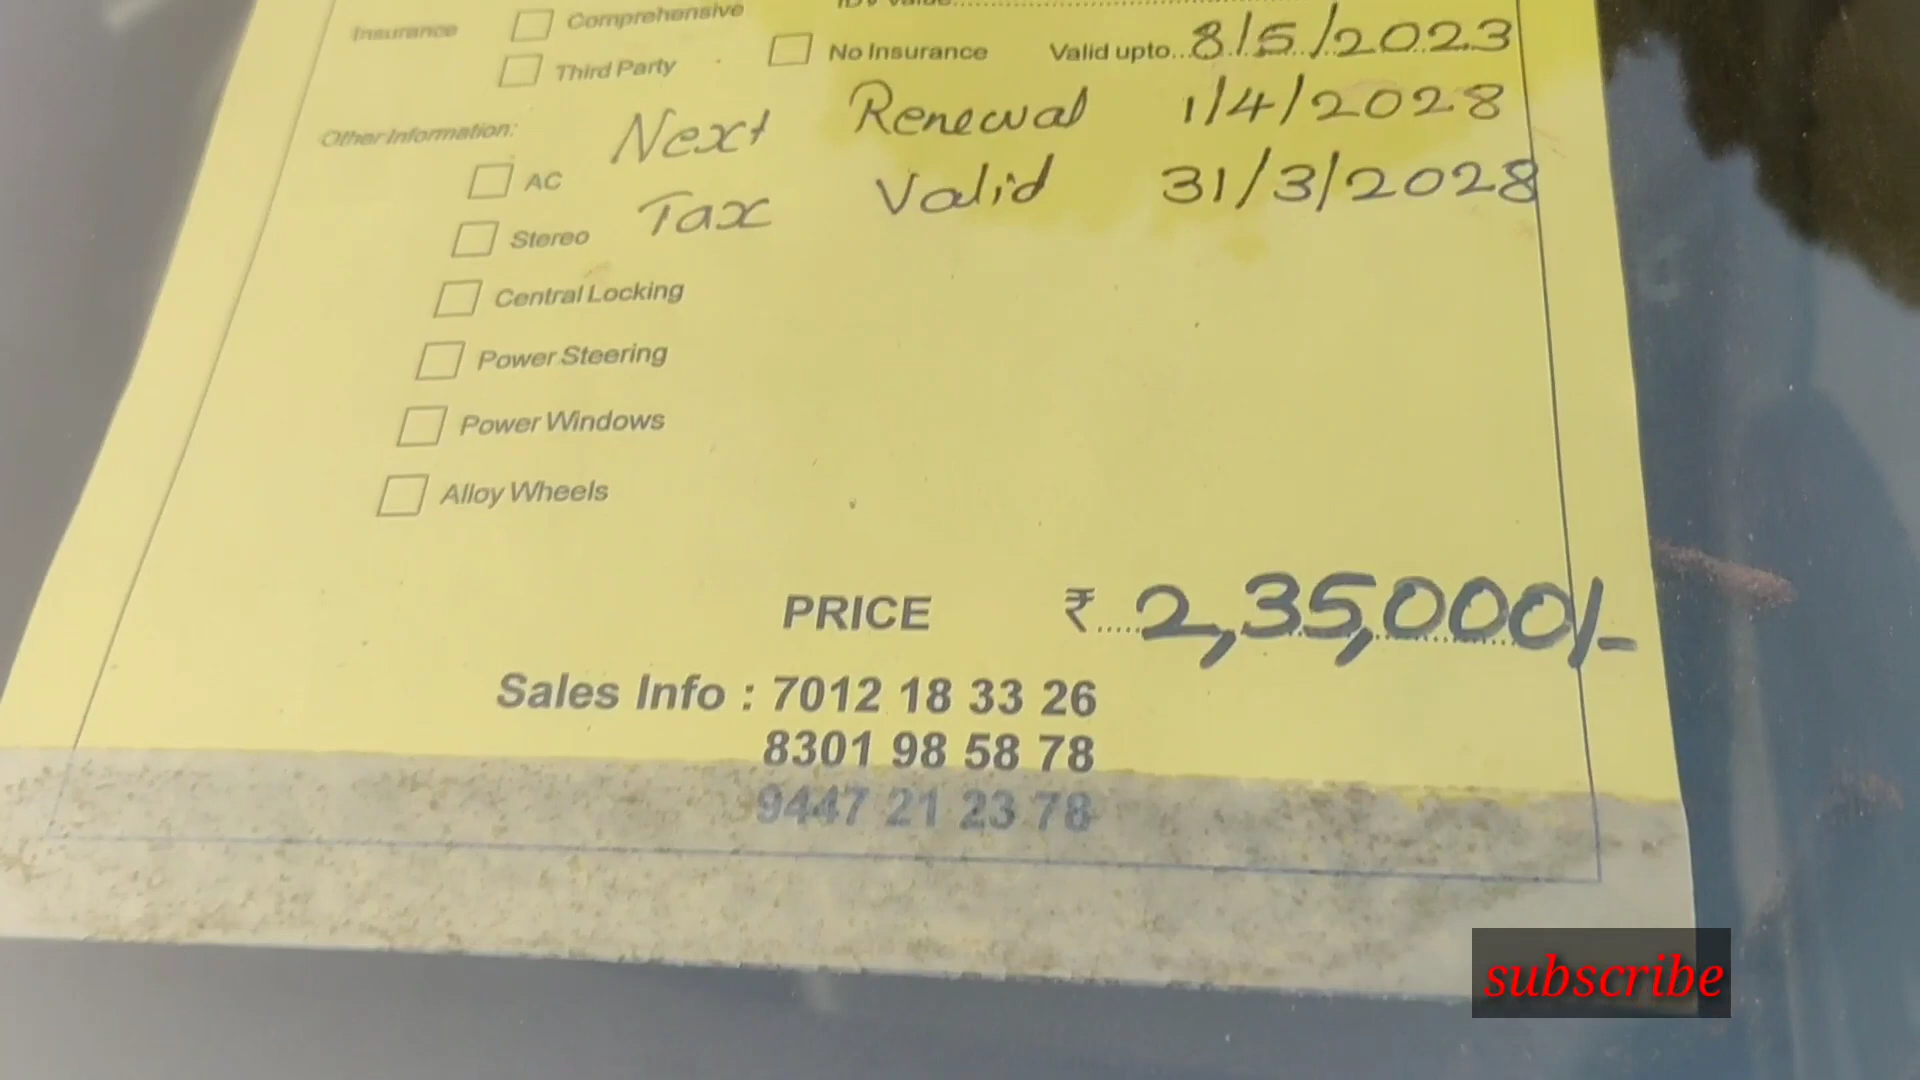 Insurance Comprehensive IDV Value
Third Party No Insurance Valid upto...8/5/2023
Next Renewal 1/4/2028
Other Information:
AC
Tax Valid 31/3/2028
Stereo
Central Locking
Power Steering
Power Windows
Alloy Wheels
PRICE ₹ .....2,35,000/-
Sales Info : 7012 18 33 26
8301 98 58 78
9447 21 23 78
subscribe